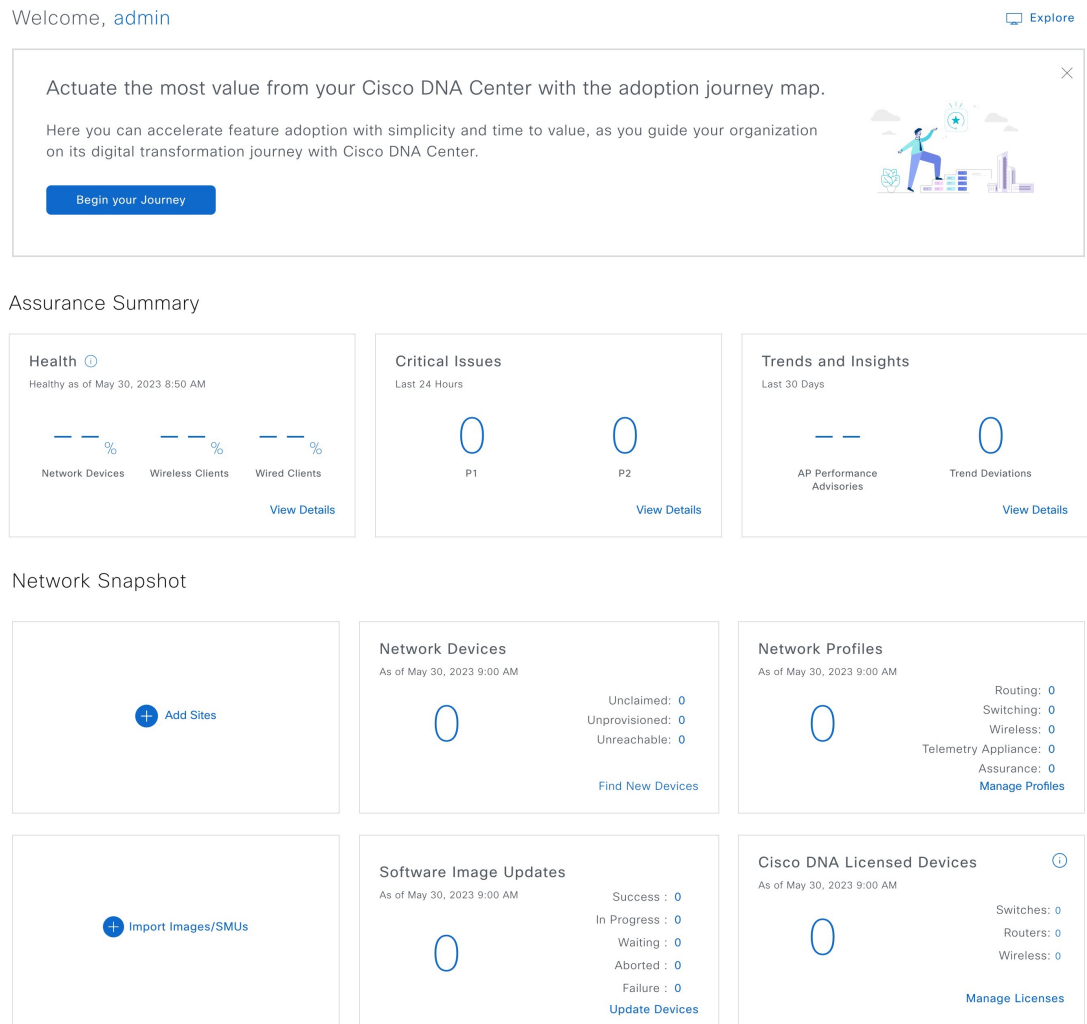 Welcome, admin
Explore
Actuate the most value from your Cisco DNA Center with the adoption journey map.
Here you can accelerate feature adoption with simplicity and time to value, as you guide your organization
on its digital transformation journey with Cisco DNA Center.
Begin your Journey
Assurance Summary
Health
Healthy as of May 30, 2023 8:50 AM
-- % -- % -- %
Network Devices Wireless Clients Wired Clients
View Details
Critical Issues
Last 24 Hours
0 0
P1 P2
View Details
Trends and Insights
Last 30 Days
-- 0
AP Performance
Advisories
Trend Deviations
View Details
Network Snapshot
Add Sites
Network Devices
As of May 30, 2023 9:00 AM
0
Unclaimed: 0
Unprovisioned: 0
Unreachable: 0
Find New Devices
Network Profiles
As of May 30, 2023 9:00 AM
0
Routing: 0
Switching: 0
Wireless: 0
Telemetry Appliance: 0
Assurance: 0
Manage Profiles
Import Images/SMUs
Software Image Updates
As of May 30, 2023 9:00 AM
0
Success : 0
In Progress : 0
Waiting : 0
Aborted : 0
Failure : 0
Update Devices
Cisco DNA Licensed Devices
As of May 30, 2023 9:00 AM
0
Switches: 0
Routers: 0
Wireless: 0
Manage Licenses